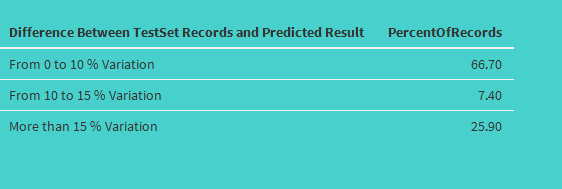 Difference Between TestSet Records and Predicted Result PercentOfRecords
From 0 to 10 % Variation 66.70
From 10 to 15 % Variation 7.40
More than 15 % Variation 25.90